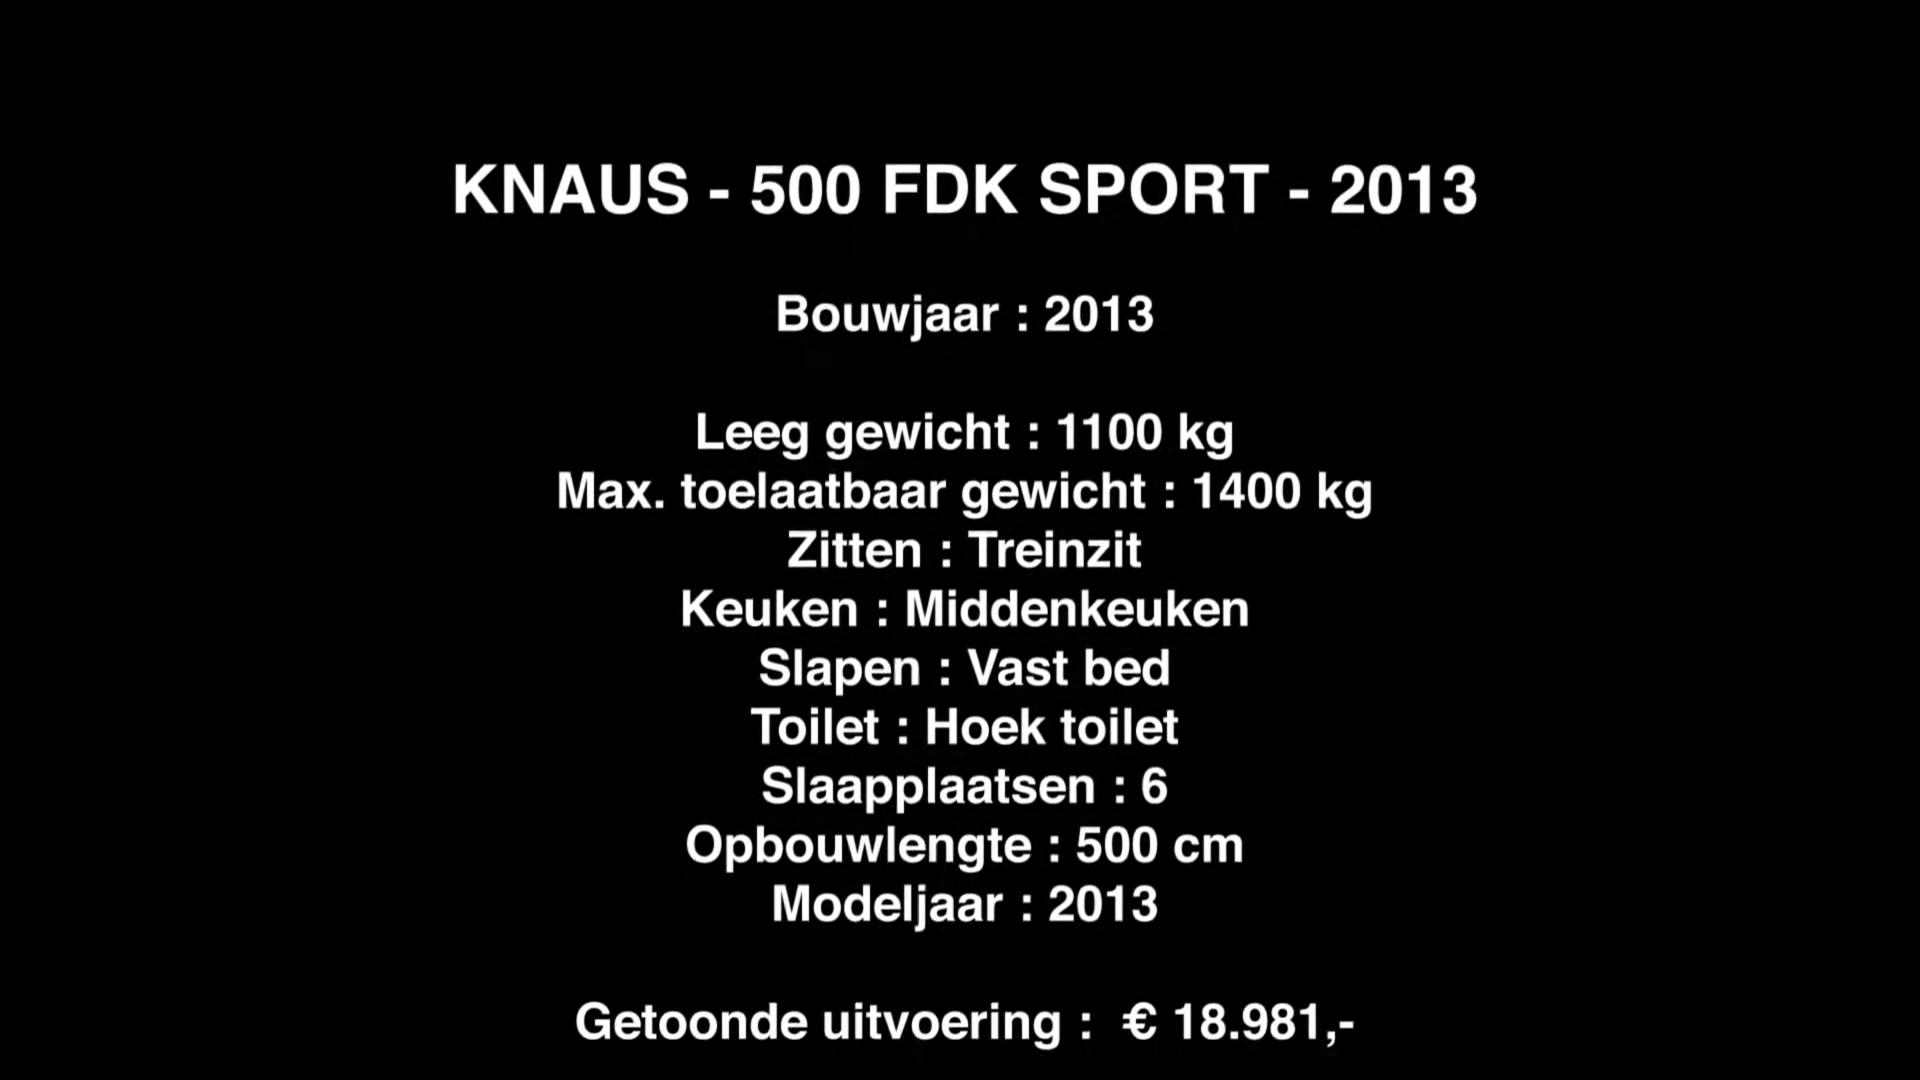 KNAUS - 500 FDK SPORT - 2013
Bouwjaar : 2013
Leeg gewicht : 1100 kg
Max. toelaatbaar gewicht : 1400 kg
Zitten : Treinzit
Keuken : Middenkeuken
Slapen : Vast bed
Toilet : Hoek toilet
Slaapplaatsen : 6
Opbouwlengte : 500 cm
Modeljaar : 2013
Getoonde uitvoering :  € 18.981,-